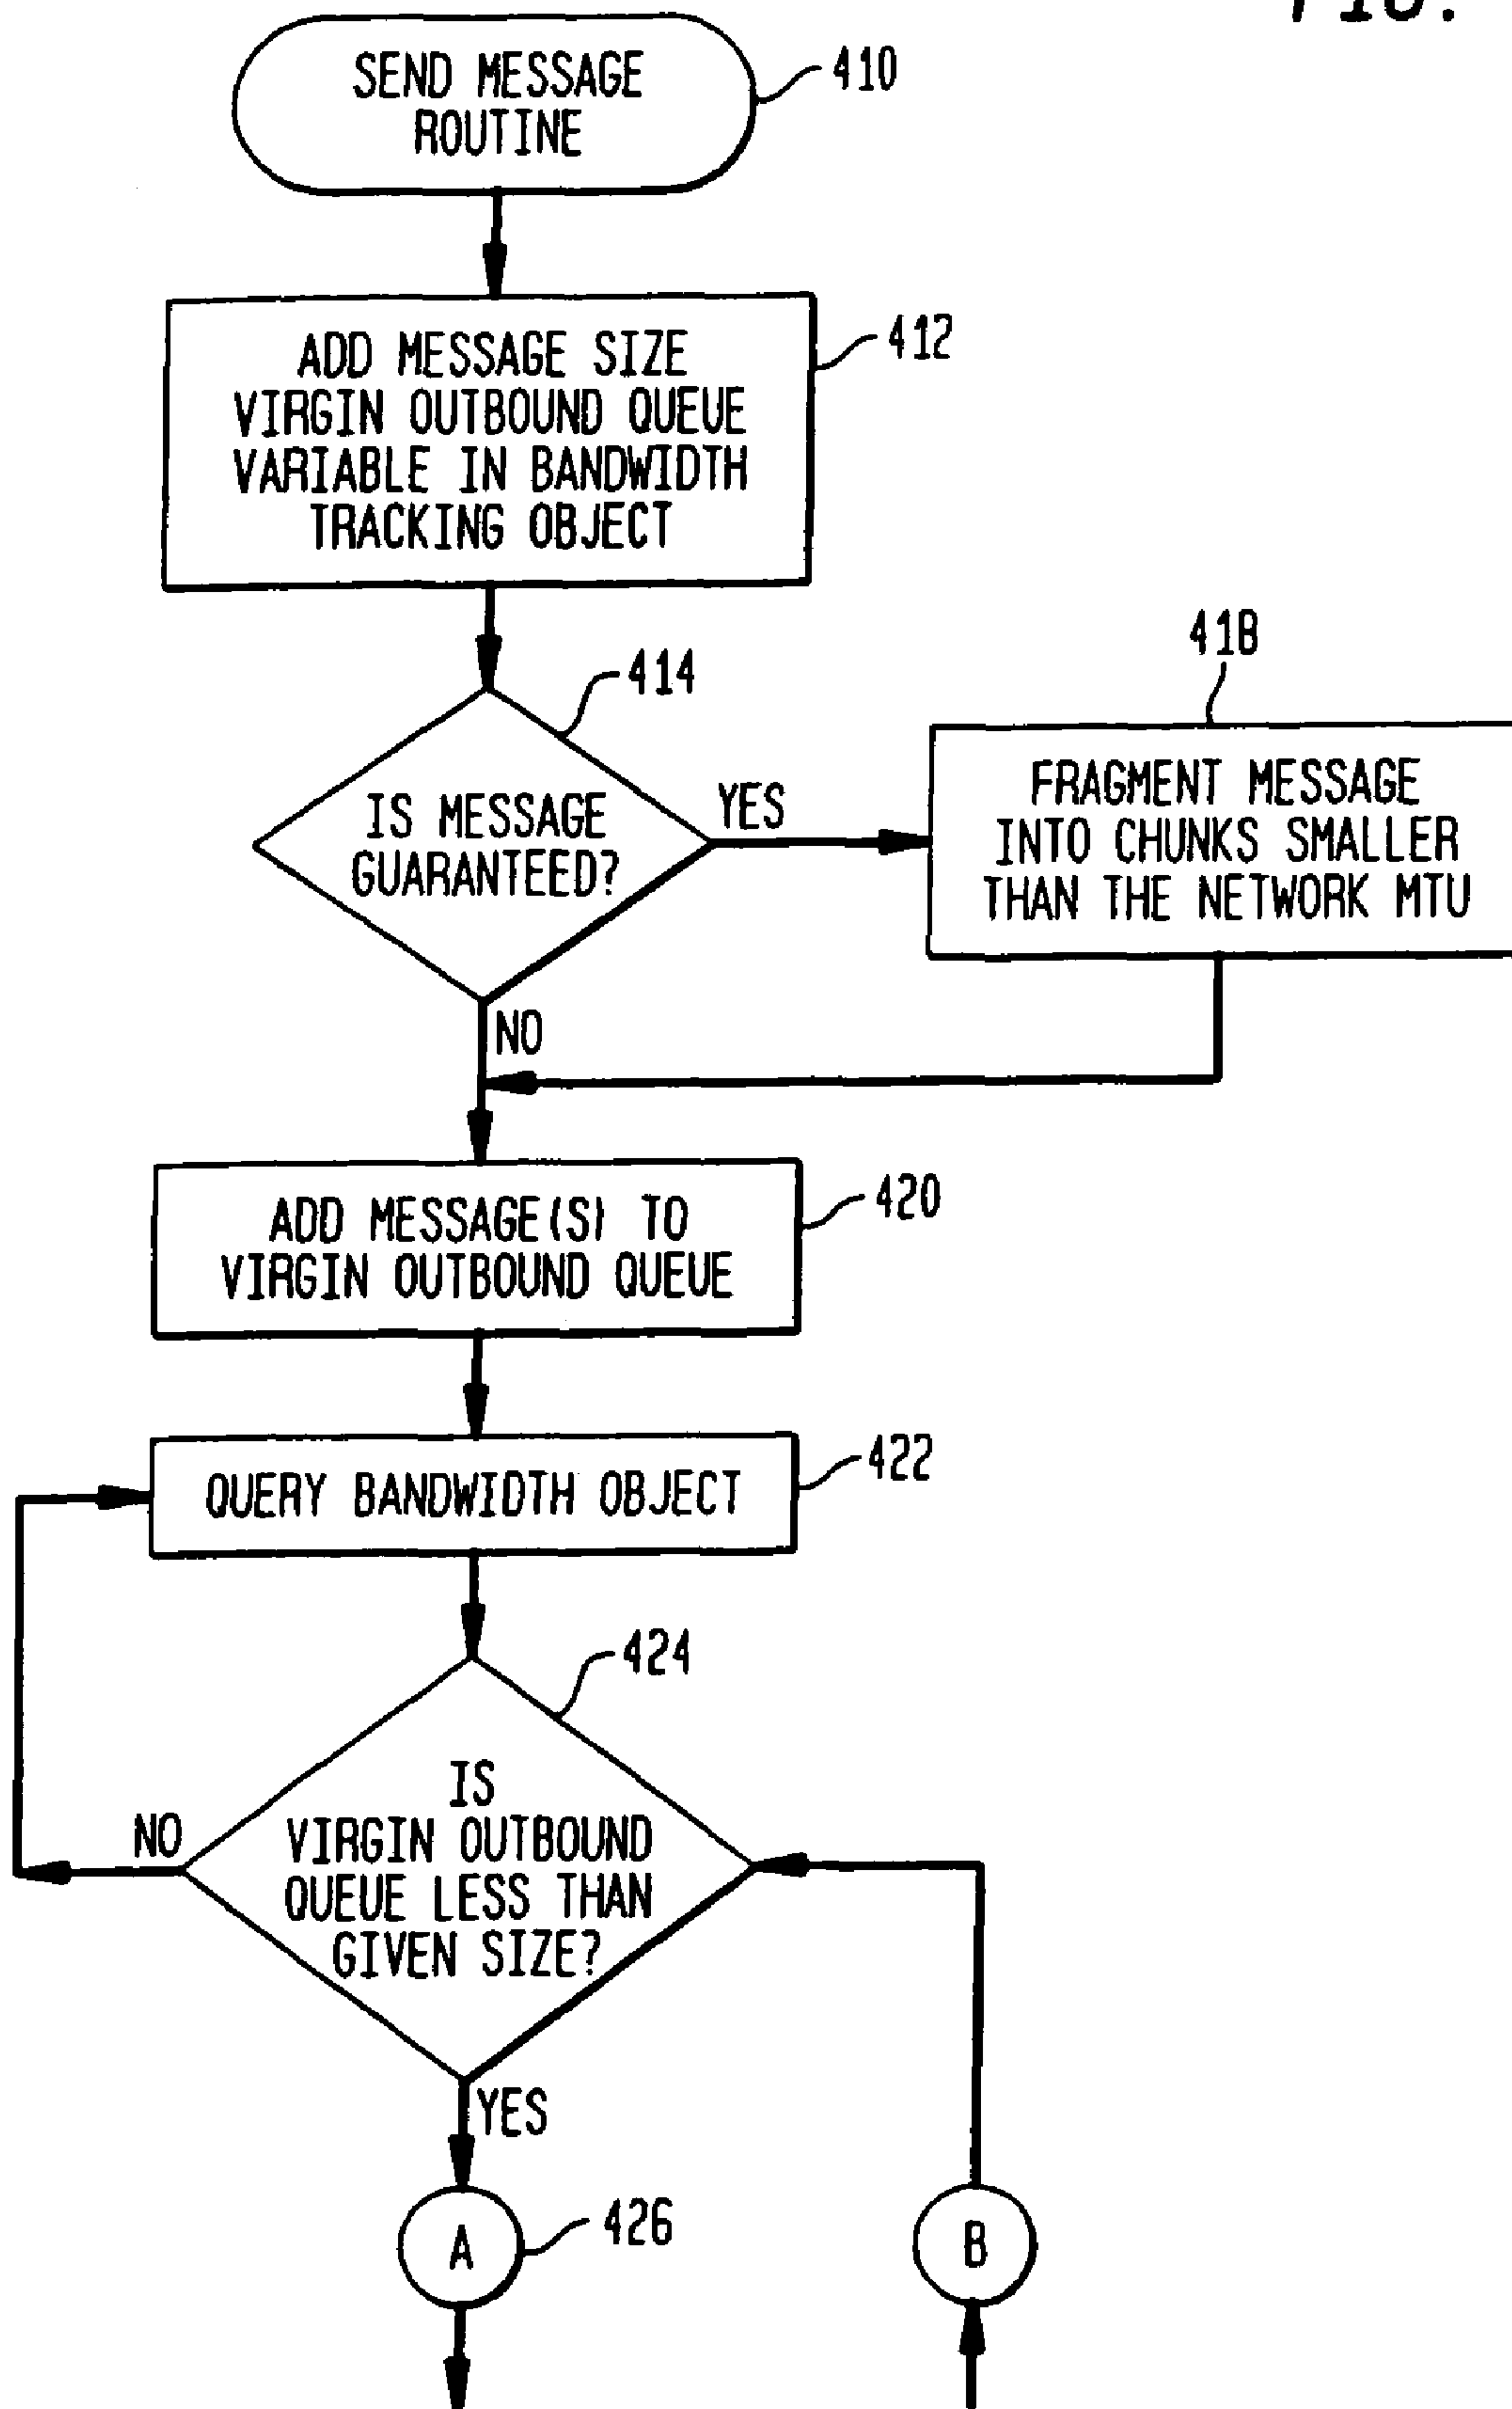 FIG.
SEND MESSAGE
ROUTINE
410
ADD MESSAGE SIZE
VIRGIN OUTBOUND QUEUE
VARIABLE IN BANDWIDTH
TRACKING OBJECT
412
414
IS MESSAGE
GUARANTEED?
YES
NO
418
FRAGMENT MESSAGE
INTO CHUNKS SMALLER
THAN THE NETWORK MTU
ADD MESSAGE(S) TO
VIRGIN OUTBOUND QUEUE
420
QUERY BANDWIDTH OBJECT
422
424
IS
VIRGIN OUTBOUND
QUEUE LESS THAN
GIVEN SIZE?
NO
YES
A
426
B